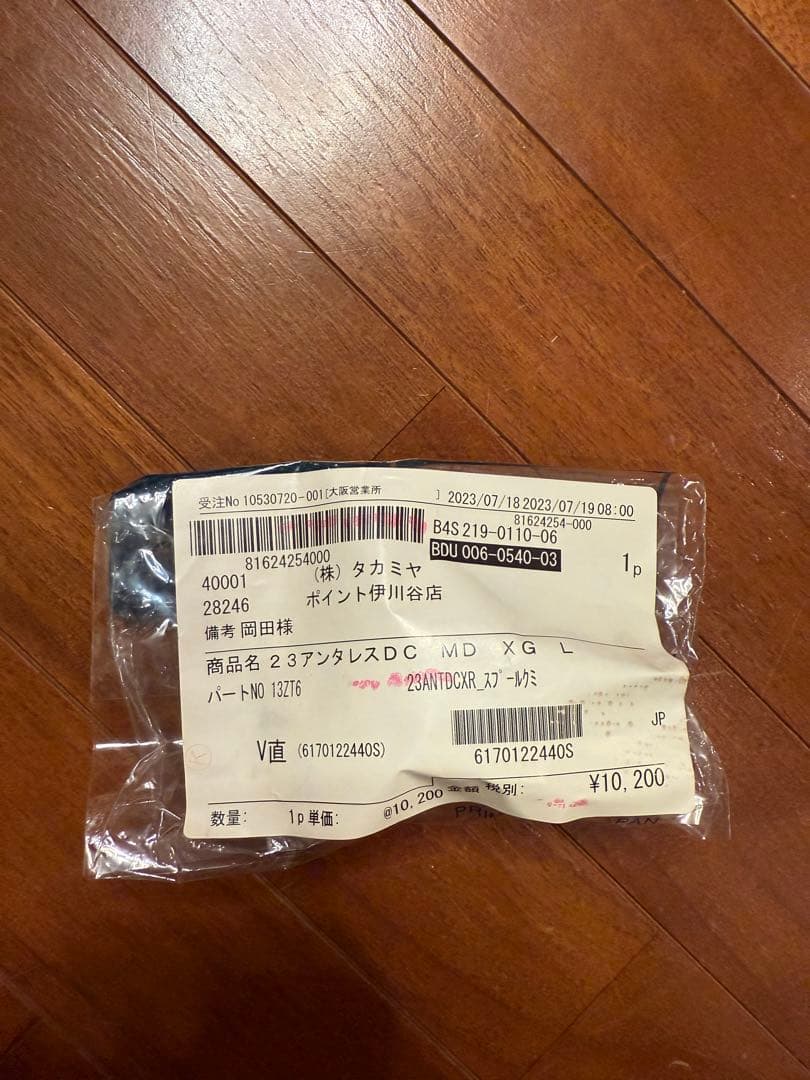 受注No 10530720-001[大阪営業所 ] 2023/07/18 2023/07/19 08:00
81624254-000
B4S 219-0110-06
81624254000
BDU 006-0540-03
1p
40001 (株) タカミヤ
28246 ポイント伊川谷店
備考 岡田様
商品名 23アンタレスDC MD XG L
パートNO 13ZT6 23ANTDCXR_スプールクミ
JP
V直 (6170122440S) 6170122440S
数量: 1p 単価: @10,200 金額 税別: ¥10,200